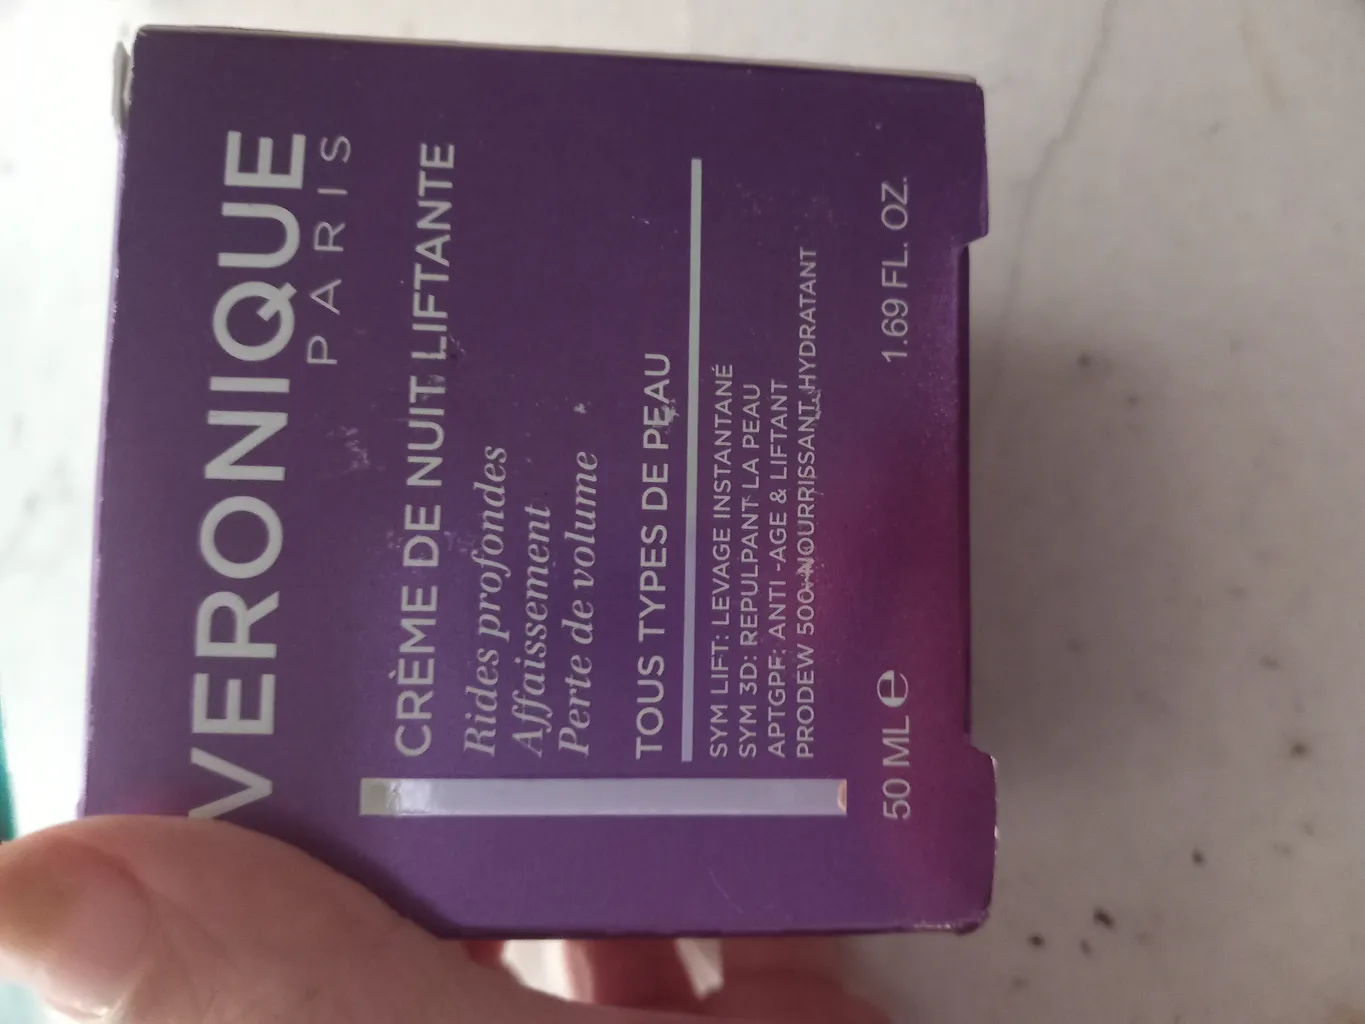 VERONIQUE
PARIS
CRÈME DE NUIT LIFTANTE
Rides profondes
Affaissement
Perte de volume
TOUS TYPES DE PEAU
SYM LIFT: LEVAGE INSTANTANÉ
SYM 3D: REPULPANT LA PEAU
APTGPF: ANTI -AGE & LIFTANT
PRODEW 500: NOURRISSANT, HYDRATANT
50 ML e 1.69 FL. OZ.